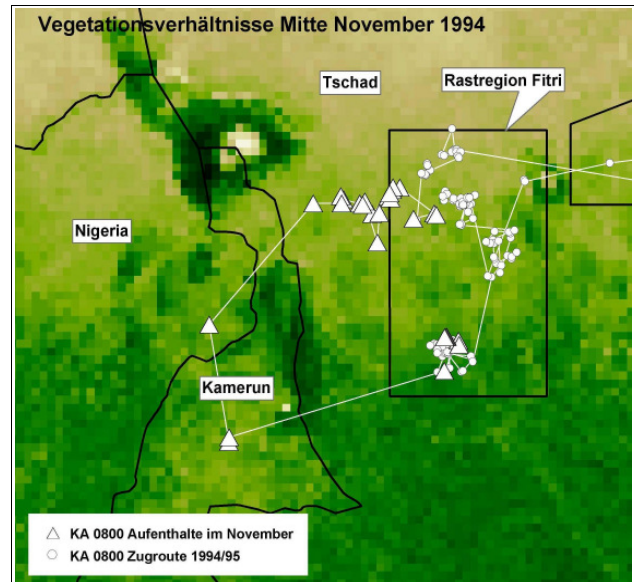 Vegetationsverhältnisse Mitte November 1994
Tschad
Rastregion Fitri
Nigeria
Kamerun
KA 0800 Aufenthalte im November
KA 0800 Zugroute 1994/95